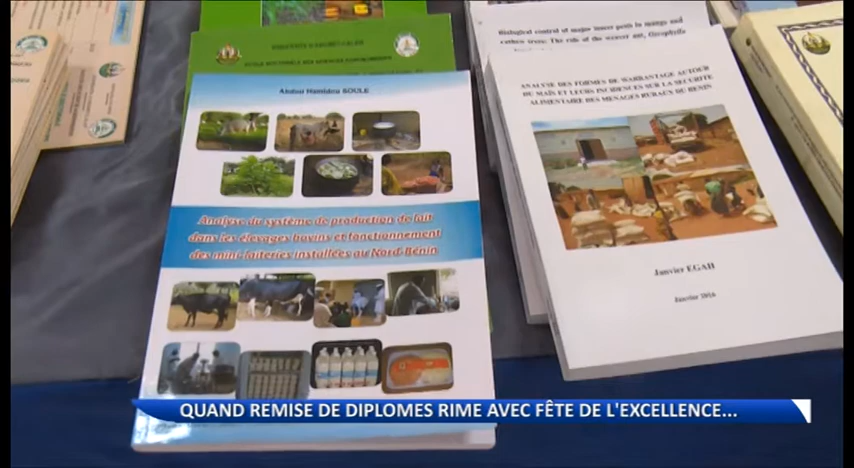 Biological control of major insect pests in mango and
cashew trees: The role of the weaver ant, Oecophylla
ANALYSE DES FORMES DE WARRANTAGE AUTOUR
DU MAÏS ET LEURS INCIDENCES SUR LA SECURITE
ALIMENTAIRE DES MENAGES RURAUX DU BENIN
Janvier EGAH
Janvier 2016
Abdou Hamidou SOULE
Analyse du système de production de lait
dans les élevages bovins et fonctionnement
des mini-laiteries installées au Nord-Bénin
QUAND REMISE DE DIPLOMES RIME AVEC FÊTE DE L'EXCELLENCE...